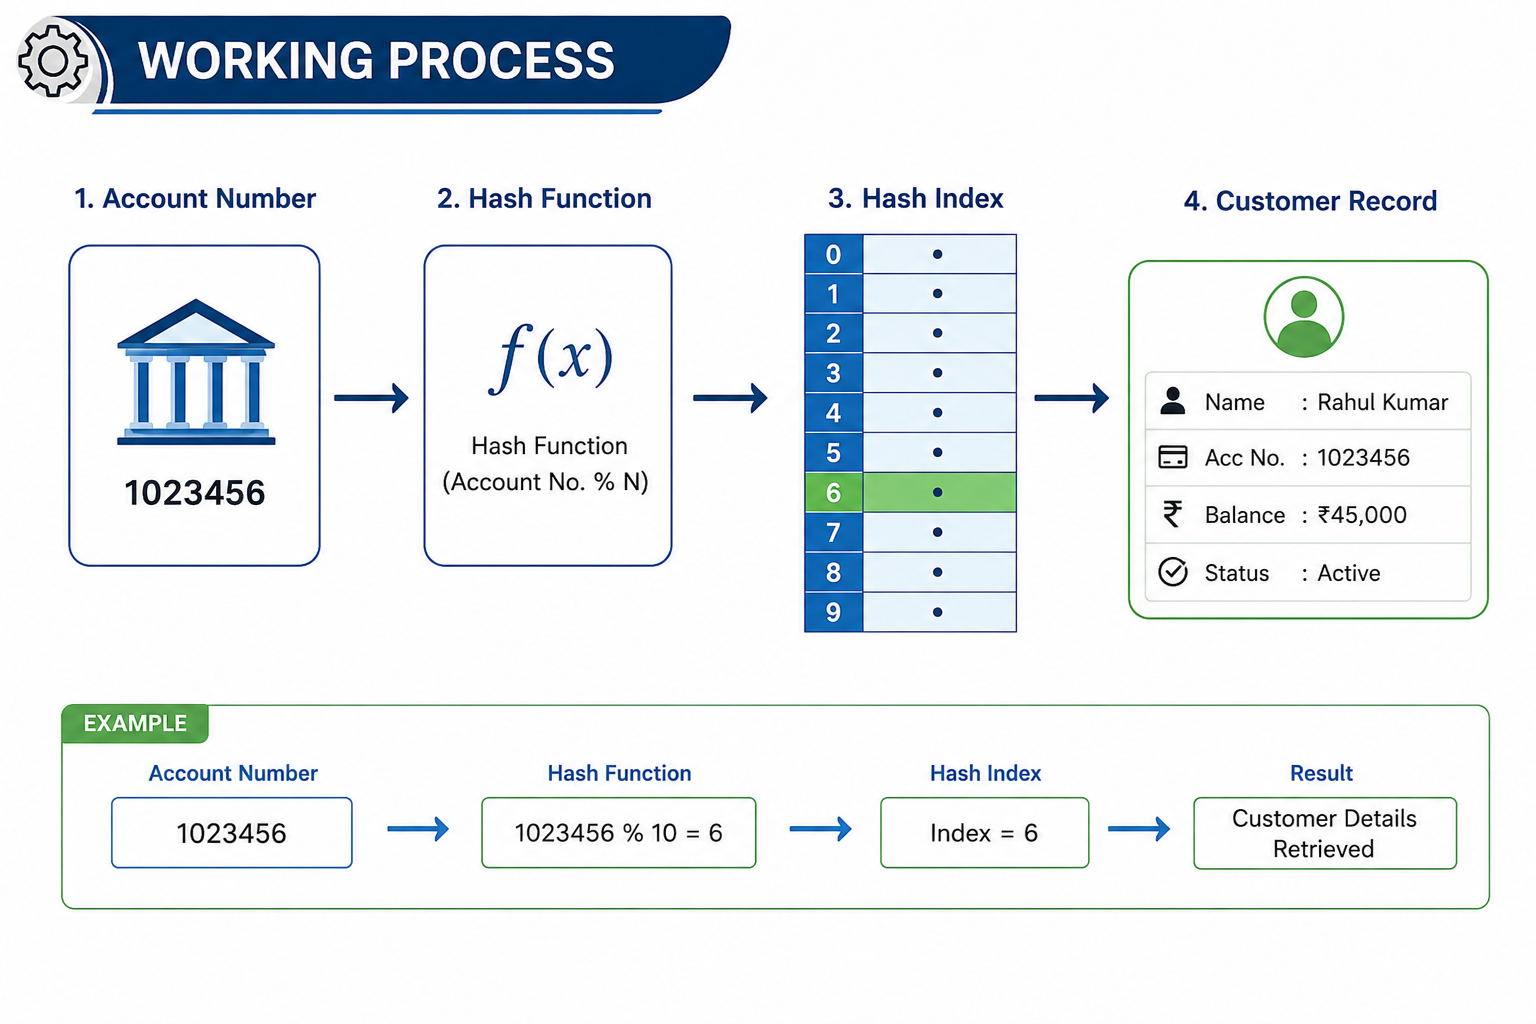 WORKING PROCESS
1. Account Number
1023456
2. Hash Function
f(x)
Hash Function
(Account No. % N)
3. Hash Index
0
1
2
3
4
5
6
7
8
9
4. Customer Record
Name : Rahul Kumar
Acc No. : 1023456
₹ Balance : ₹45,000
Status : Active
EXAMPLE
Account Number
1023456
Hash Function
1023456 % 10 = 6
Hash Index
Index = 6
Result
Customer Details
Retrieved